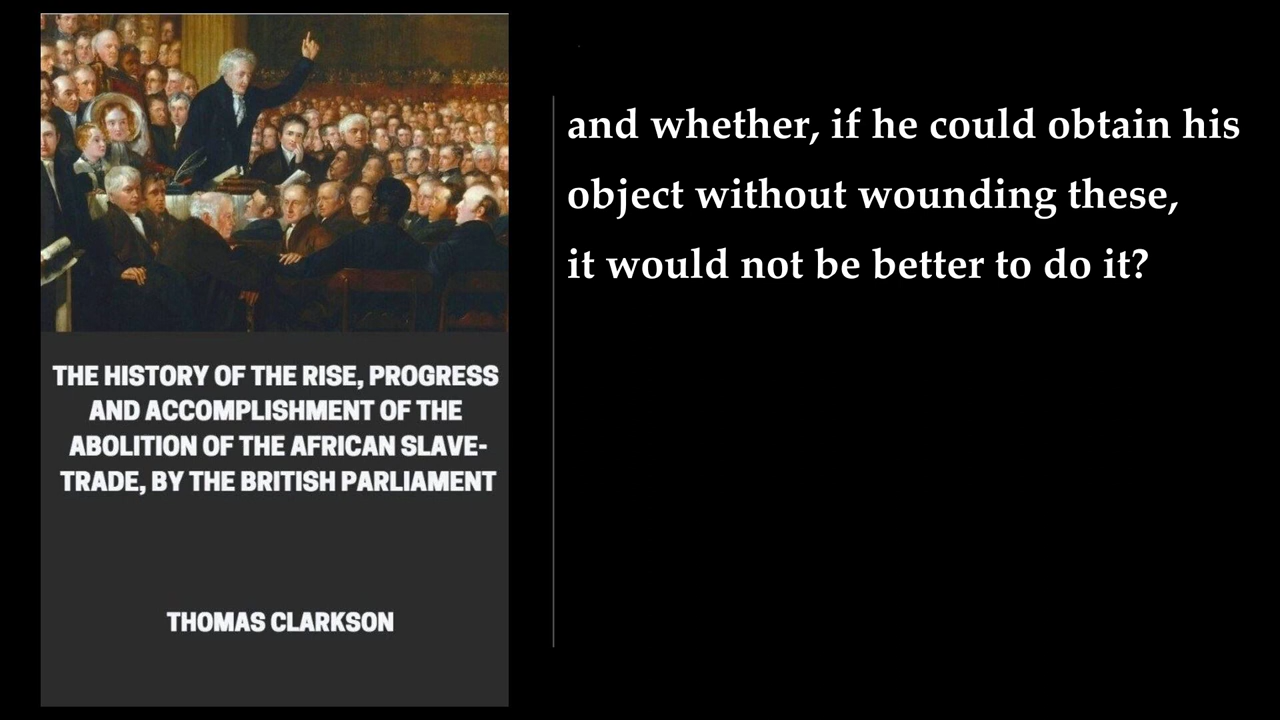 THE HISTORY OF THE RISE, PROGRESS
AND ACCOMPLISHMENT OF THE
ABOLITION OF THE AFRICAN SLAVE-
TRADE, BY THE BRITISH PARLIAMENT
THOMAS CLARKSON
and whether, if he could obtain his
object without wounding these,
it would not be better to do it?